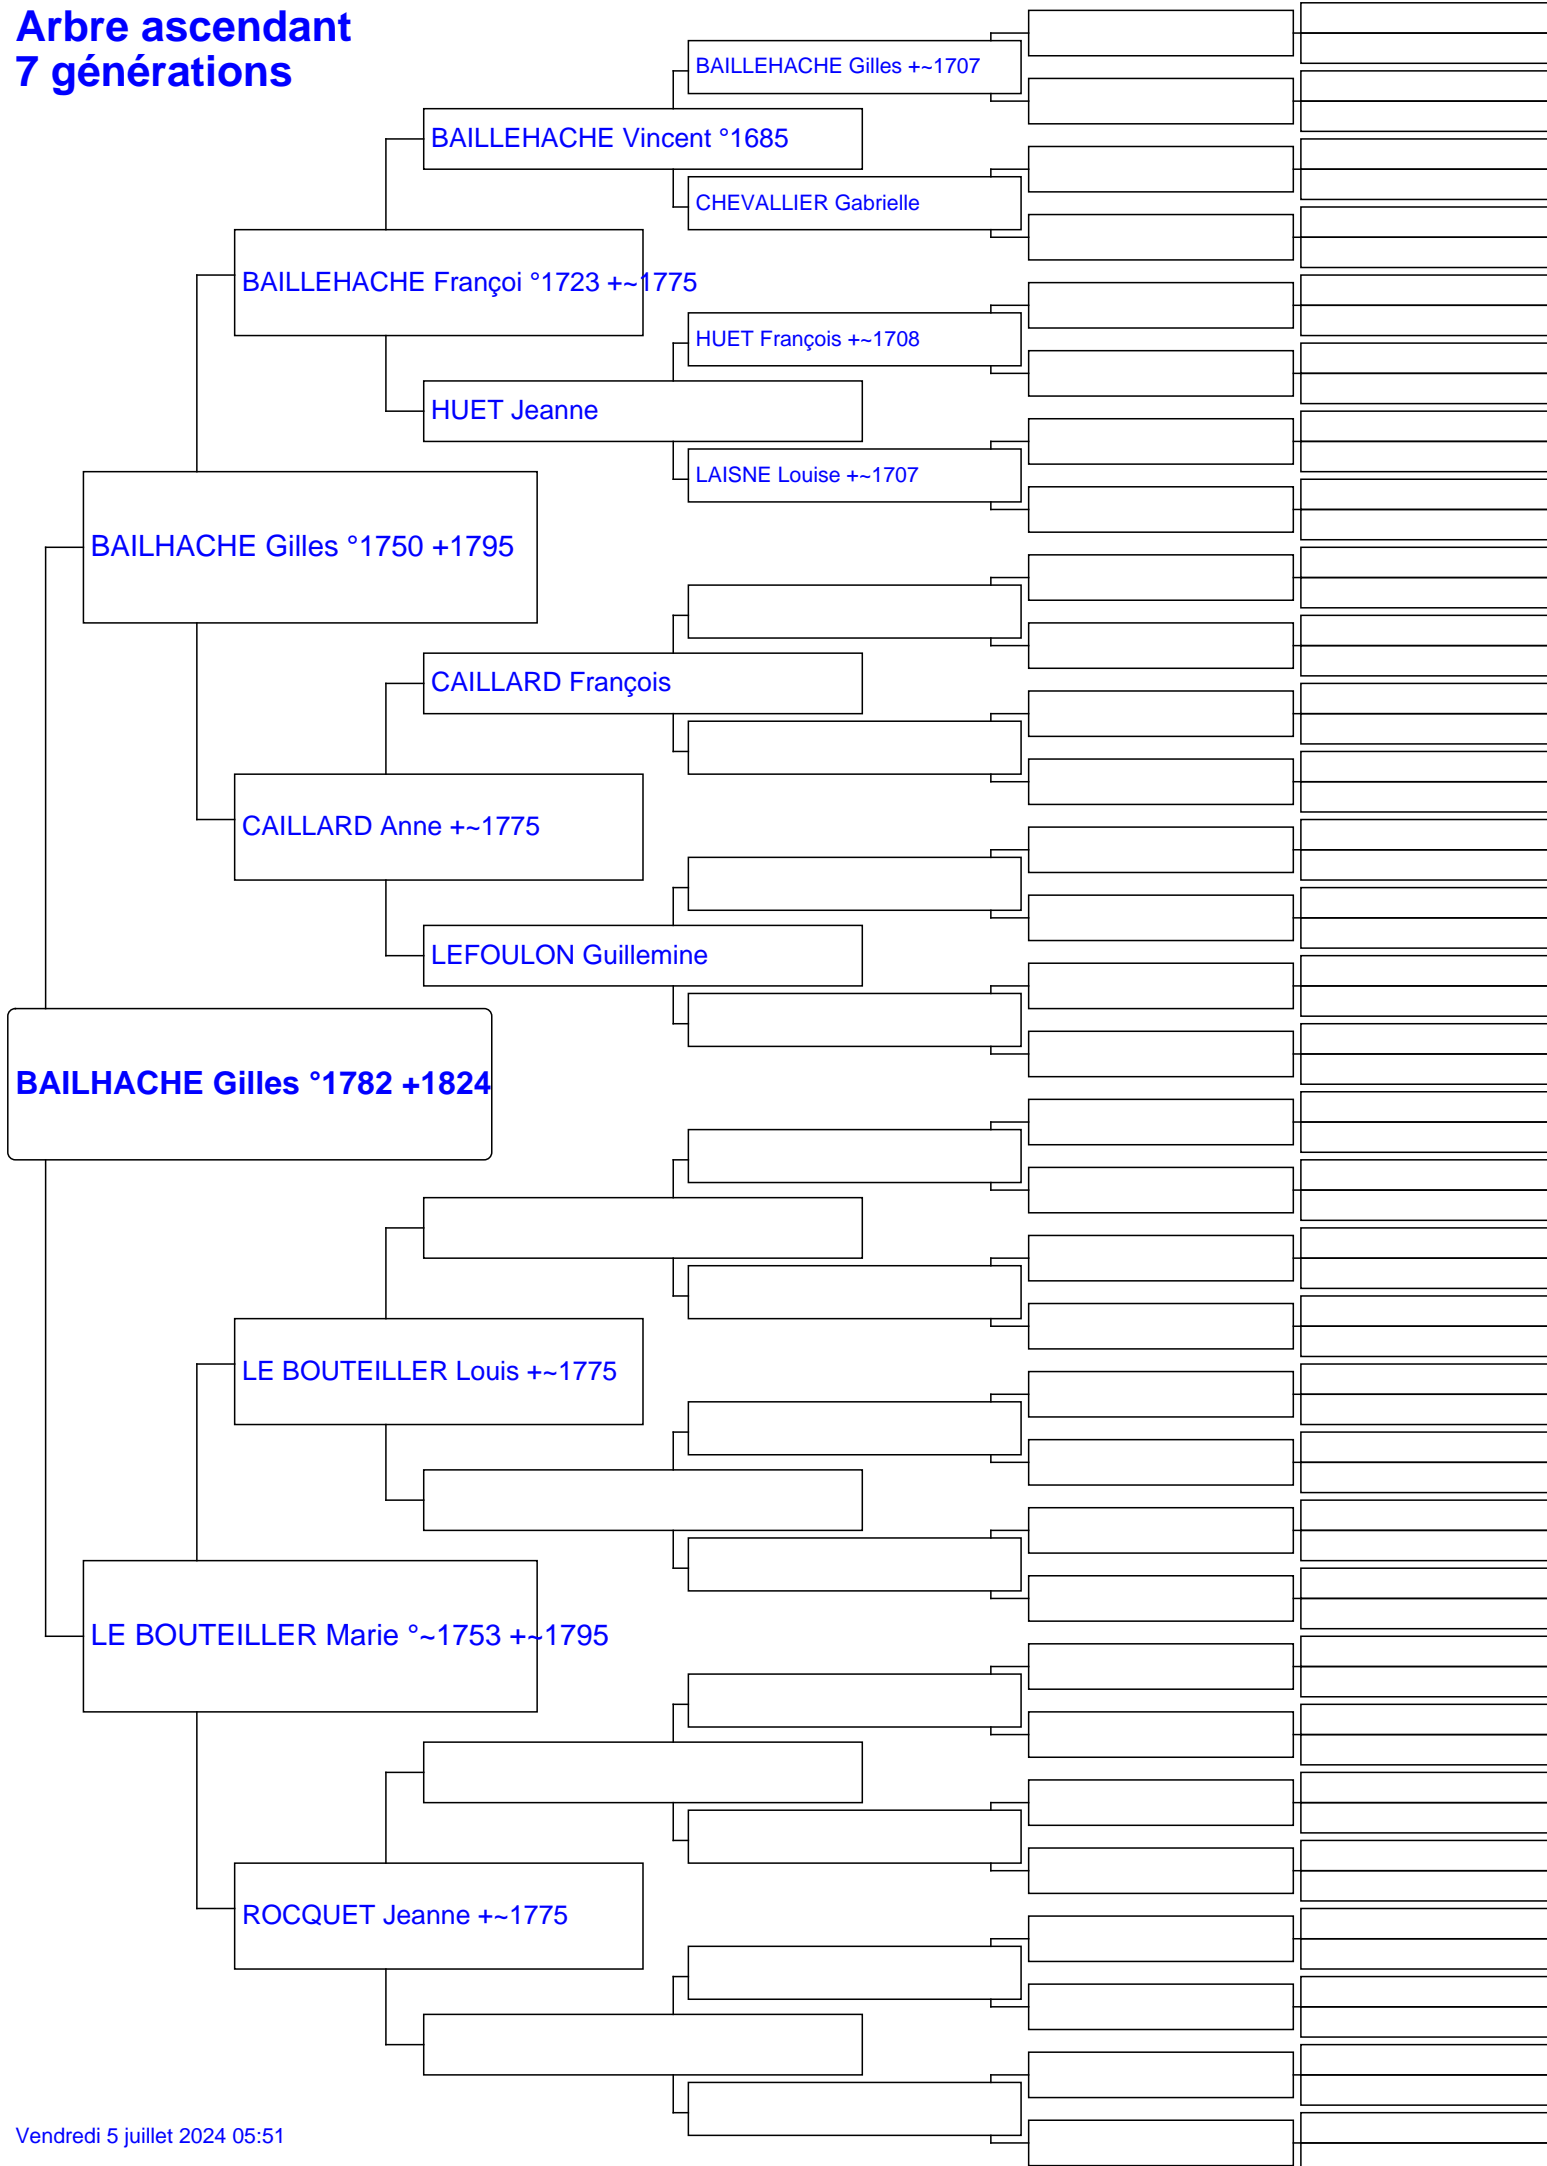 Arbre ascendant
7 générations
BAILLEHACHE Gilles +~1707
BAILLEHACHE Vincent °1685
CHEVALLIER Gabrielle
BAILLEHACHE Françoi °1723 +~1775
HUET François +~1708
HUET Jeanne
LAISNE Louise +~1707
BAILHACHE Gilles °1750 +1795
CAILLARD François
CAILLARD Anne +~1775
LEFOULON Guillemine
BAILHACHE Gilles °1782 +1824
LE BOUTEILLER Louis +~1775
LE BOUTEILLER Marie °~1753 +~1795
ROCQUET Jeanne +~1775
Vendredi 5 juillet 2024 05:51